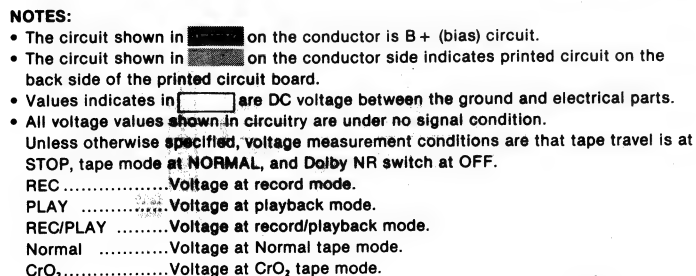 NOTES:
• The circuit shown in on the conductor is B + (bias) circuit.
• The circuit shown in on the conductor side indicates printed circuit on the
back side of the printed circuit board.
• Values indicates in are DC voltage between the ground and electrical parts.
• All voltage values shown in circuitry are under no signal condition.
Unless otherwise specified, voltage measurement conditions are that tape travel is at
STOP, tape mode at NORMAL, and Dolby NR switch at OFF.
REC ..................Voltage at record mode.
PLAY ..............Voltage at playback mode.
REC/PLAY .........Voltage at record/playback mode.
Normal ............Voltage at Normal tape mode.
CrO₂..................Voltage at CrO₂ tape mode.